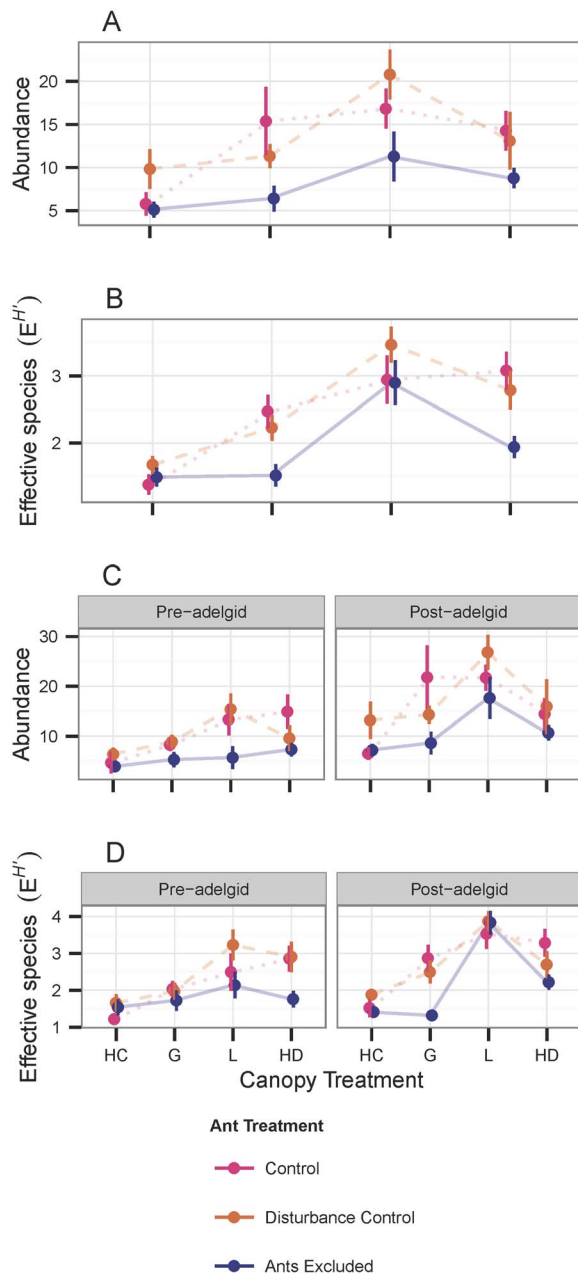 A
Abundance
20
15
10
5
B
Effective species (E^H')
3
2
C
Pre−adelgid
Post−adelgid
Abundance
30
20
10
D
Pre−adelgid
Post−adelgid
Effective species (E^H')
4
3
2
1
HC G L HD HC G L HD
Canopy Treatment
Ant Treatment
Control
Disturbance Control
Ants Excluded